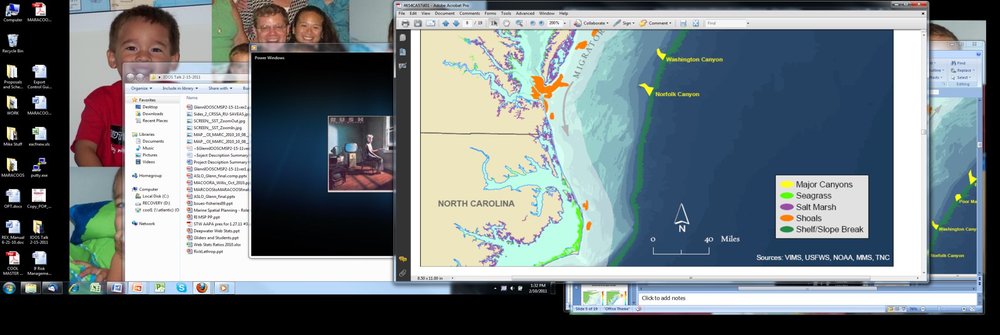 Computer
MARACOO...
Recycle Bin
Proposals and Sche...
Export Control Gui...
WORK
MARACOO...
Mike Stuff
eacfnew.xls
MARACOOS
putty.exe
OPT.docx
Copy_PO#_...
REX_Manual 6-21-10.doc
IOOS Talk 2-15-2011
COOL MASTER ...
If Risk Manageme...
25°N
IOOS Talk 2-15-2011
Organize
Include in library
Share with
Favorites
Desktop
Downloads
Recent Places
Libraries
Documents
Music
Pictures
Videos
Homegroup
Computer
Local Disk (C:)
RECOVERY (D:)
cool1 (\\atlantic) (O
Network
Name
GlennIOOSCMSP2-15-11ver2.p
Sides_2_CRSSA_RU-SAVEAS.jp
SCREEN__SST_ZoomOut.jpg
SCREEN__SST_ZoomIn.jpg
MAP__OI_MARC_2010_10_08__
MAP__OI_MARC_2010_10_08__
~$GlennIOOSCMSP2-15-11ve
~$oject Description Summary
Project Description Summary
GlennIOOSCMSP2-15-11ver1.p
ASLO_Glenn_final.comp.pptx
MACOORA_Willis_Oct_2010.pp
MARCOOStoMARACOOSfinal
ASLO_Glenn_final.pptx
Issues-fisheries09.ppt
Marine Spatial Planning - Role
RI MSP PP.ppt
STW AAPA pres for 1.27.11 #3.
Deepwater Web Stats.ppt
Gliders and Students.ppt
Web Stats Ratios 2010.xlsx
RickLathrop.ppt
Power Windows
RUSH
4654CA57d01 - Adobe Acrobat Pro
File Edit View Document Comments Forms Tools Advanced Window Help
8 / 19 200% Collaborate Sign Comment Find
MIGRATOR
Washington Canyon
Norfolk Canyon
NORTH CAROLINA
N
0 40 Miles
Major Canyons
Seagrass
Salt Marsh
Shoals
Shelf/Slope Break
Sources: VIMS, USFWS, NOAA, MMS, TNC
8.50 x 11.00 in
Find
Replace
Select
Editing
Poor Ma
Washington Cany
Norfolk Canyon
1:32 PM
2/10/2011
6
Click to add notes
Slide 5 of 19
"Office Theme"
76%